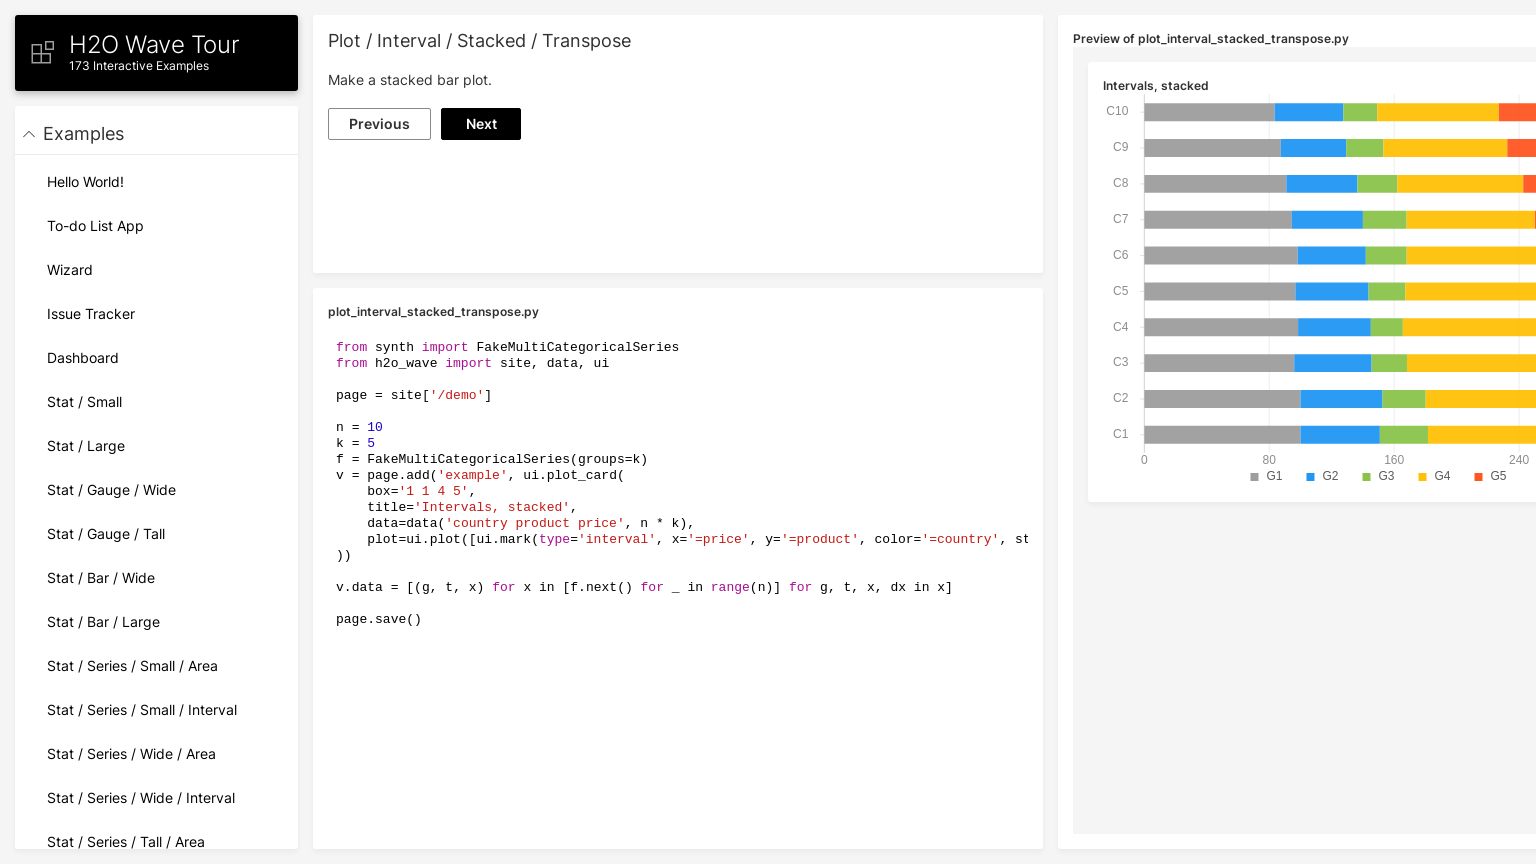 H2O Wave Tour
173 Interactive Examples
Examples
Hello World!
To-do List App
Wizard
Issue Tracker
Dashboard
Stat / Small
Stat / Large
Stat / Gauge / Wide
Stat / Gauge / Tall
Stat / Bar / Wide
Stat / Bar / Large
Stat / Series / Small / Area
Stat / Series / Small / Interval
Stat / Series / Wide / Area
Stat / Series / Wide / Interval
Stat / Series / Tall / Area
Plot / Interval / Stacked / Transpose
Make a stacked bar plot.
Previous Next
plot_interval_stacked_transpose.py
from synth import FakeMultiCategoricalSeries
from h2o_wave import site, data, ui
page = site['/demo']
n = 10
k = 5
f = FakeMultiCategoricalSeries(groups=k)
v = page.add('example', ui.plot_card(
    box='1 1 4 5',
    title='Intervals, stacked',
    data=data('country product price', n * k),
    plot=ui.plot([ui.mark(type='interval', x='=price', y='=product', color='=country', st
))
v.data = [(g, t, x) for x in [f.next() for _ in range(n)] for g, t, x, dx in x]
page.save()
Preview of plot_interval_stacked_transpose.py
Intervals, stacked
C10
C9
C8
C7
C6
C5
C4
C3
C2
C1
0 80 160 240
G1 G2 G3 G4 G5